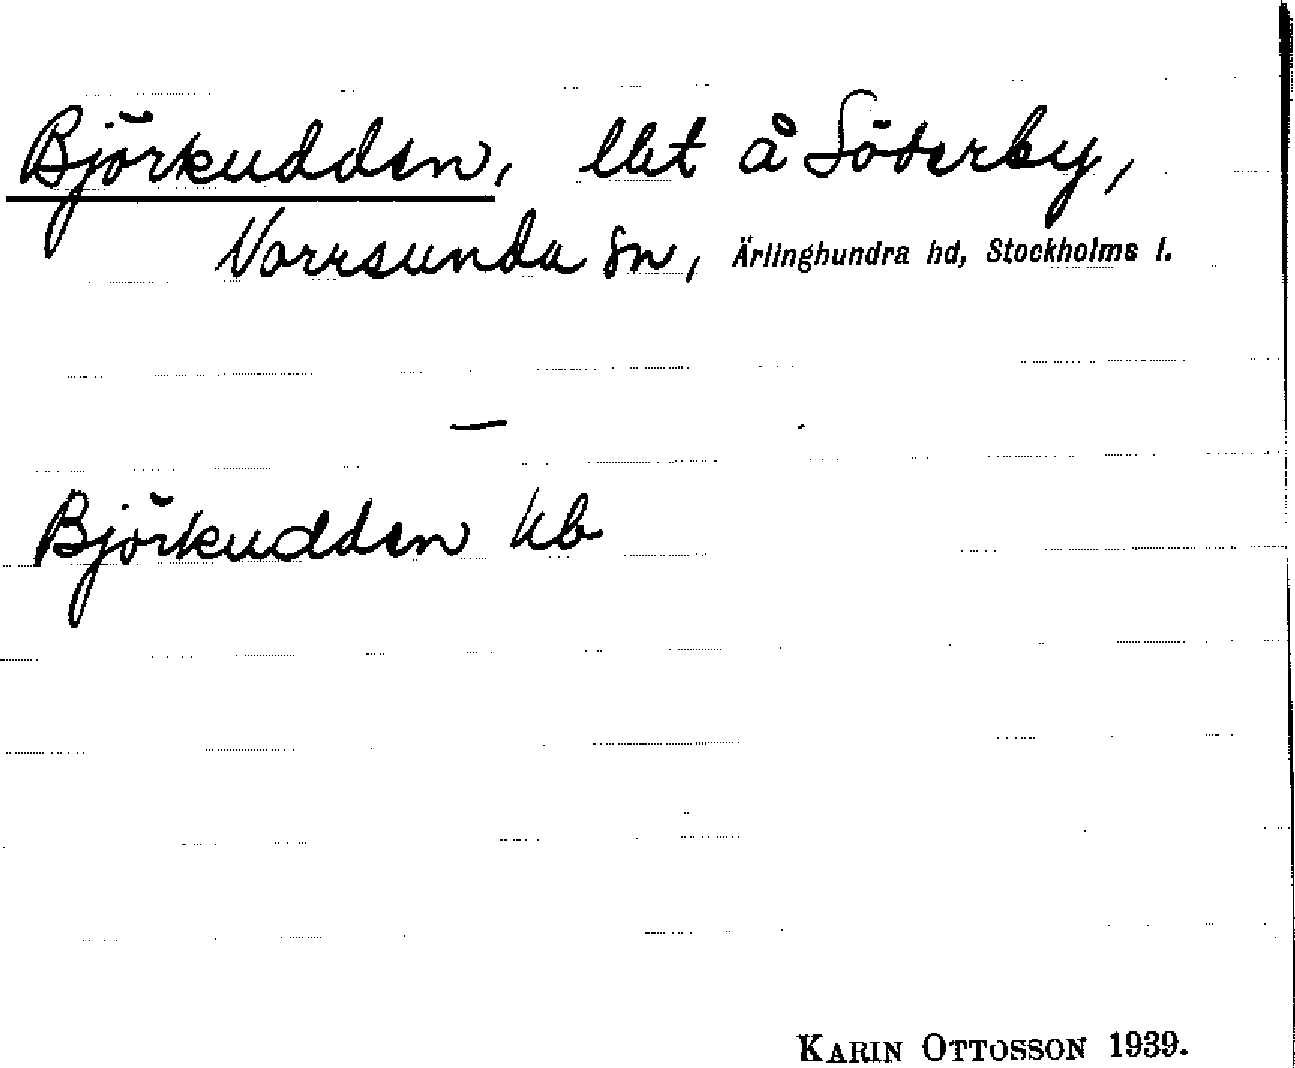 Björkudden, lht å Söderby,
Norrsunda sn, Ärlinghundra hd, Stockholms l.
—
Björkudden kb
KARIN OTTOSSON 1939.